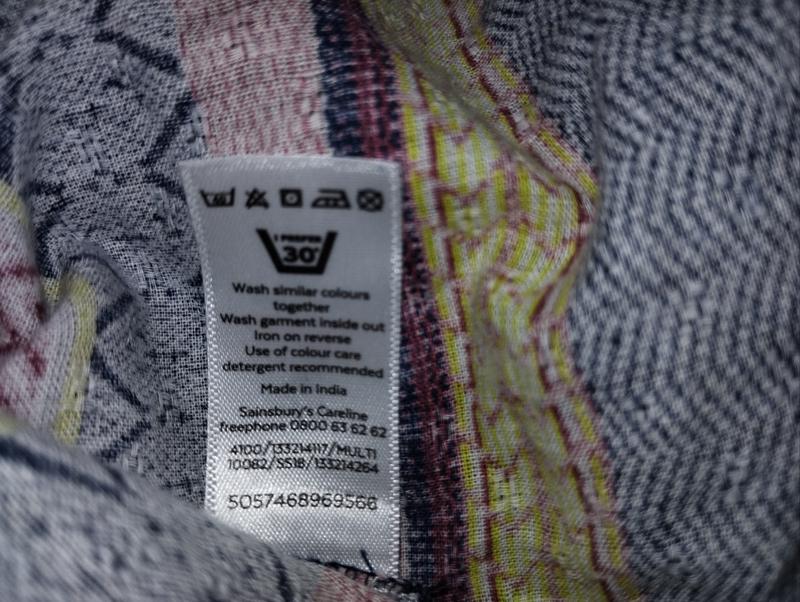 I PREFER
30°
Wash similar colours
together
Wash garment inside out
Iron on reverse
Use of colour care
detergent recommended
Made in India
Sainsbury's Careline
freephone 0800 63 62 62
4100/133214117/MULTI
10082/SS18/133214264
5057468969566